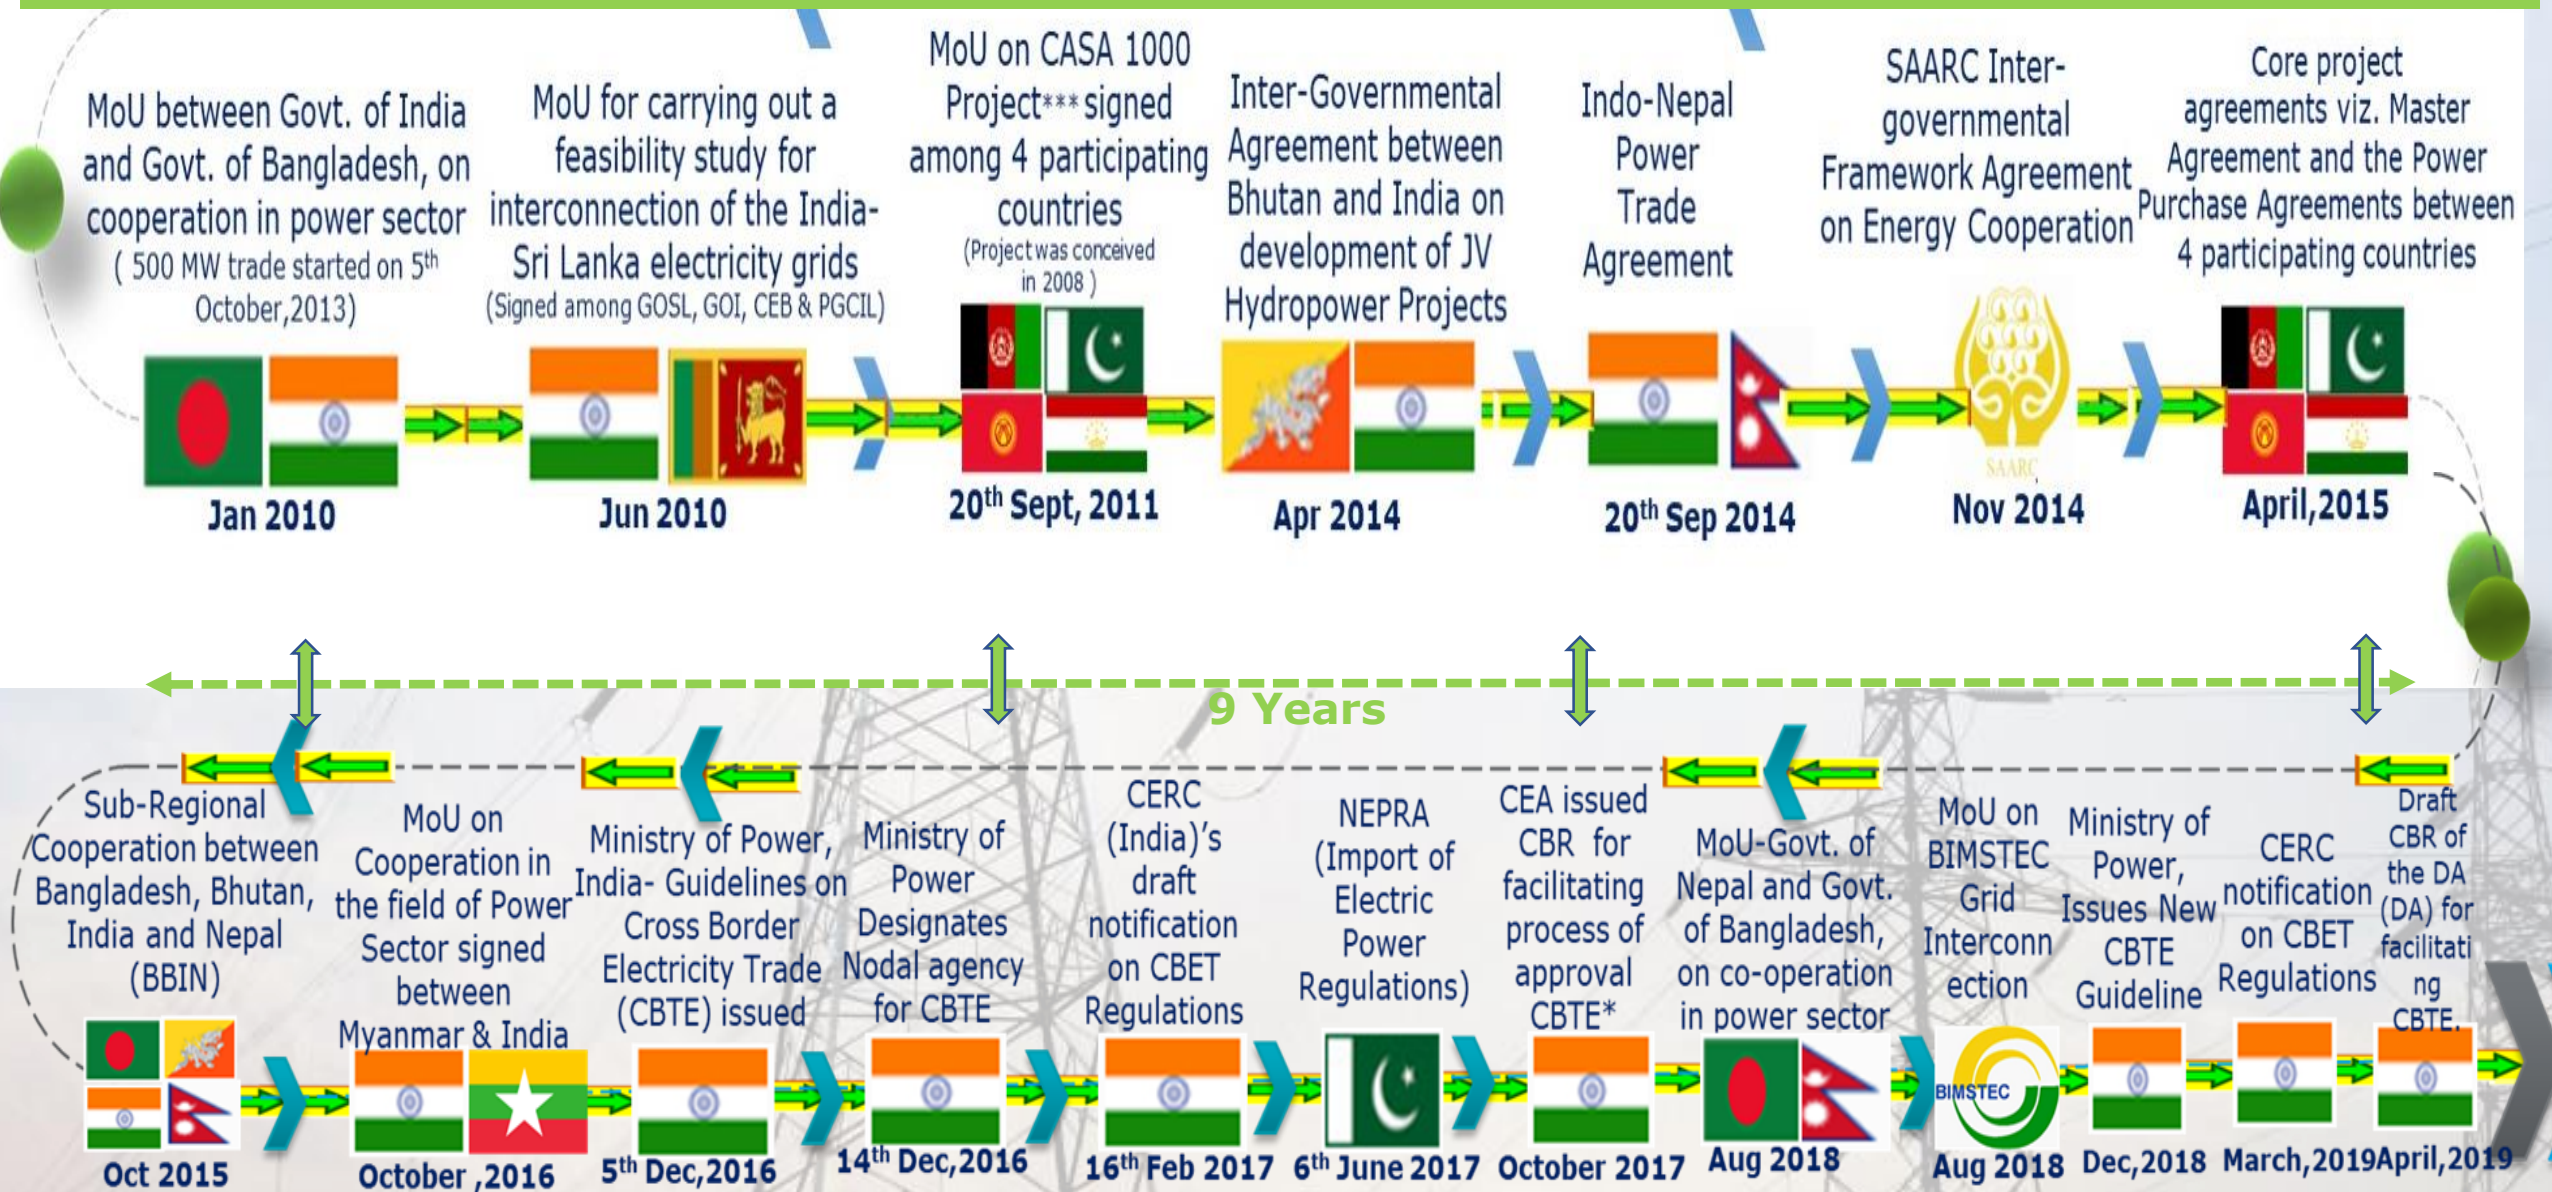 MoU between Govt. of India
and Govt. of Bangladesh, on
cooperation in power sector
( 500 MW trade started on 5th
October,2013)
Jan 2010
MoU for carrying out a
feasibility study for
interconnection of the India-
Sri Lanka electricity grids
(Signed among GOSL, GOI, CEB & PGCIL)
Jun 2010
MoU on CASA 1000
Project*** signed
among 4 participating
countries
(Project was conceived
in 2008 )
20th Sept, 2011
Inter-Governmental
Agreement between
Bhutan and India on
development of JV
Hydropower Projects
Apr 2014
Indo-Nepal
Power
Trade
Agreement
20th Sep 2014
SAARC Inter-
governmental
Framework Agreement
on Energy Cooperation
SAARC
Nov 2014
Core project
agreements viz. Master
Agreement and the Power
Purchase Agreements between
4 participating countries
April,2015
9 Years
Sub-Regional
Cooperation between
Bangladesh, Bhutan,
India and Nepal
(BBIN)
Oct 2015
MoU on
Cooperation in
the field of Power
Sector signed
between
Myanmar & India
October ,2016
Ministry of Power,
India- Guidelines on
Cross Border
Electricity Trade
(CBTE) issued
5th Dec,2016
Ministry of
Power
Designates
Nodal agency
for CBTE
14th Dec,2016
CERC
(India)'s
draft
notification
on CBET
Regulations
16th Feb 2017
NEPRA
(Import of
Electric
Power
Regulations)
6th June 2017
CEA issued
CBR for
facilitating
process of
approval
CBTE*
October 2017
MoU-Govt. of
Nepal and Govt.
of Bangladesh,
on co-operation
in power sector
Aug 2018
MoU on
BIMSTEC
Grid
Interconn
ection
BIMSTEC
Aug 2018
Ministry of
Power,
Issues New
CBTE
Guideline
Dec,2018
CERC
notification
on CBET
Regulations
March,2019
Draft
CBR of
the DA
(DA) for
facilitati
ng
CBTE.
April,2019